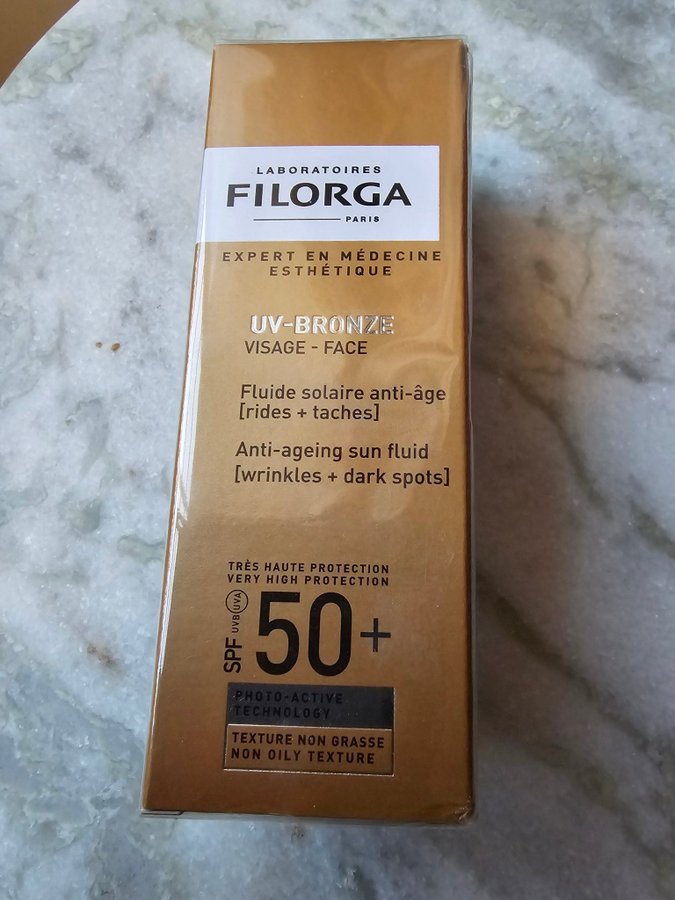 LABORATOIRES
FILORGA
PARIS
EXPERT EN MÉDECINE
ESTHÉTIQUE
UV-BRONZE
VISAGE - FACE
Fluide solaire anti-âge
[rides + taches]
Anti-ageing sun fluid
[wrinkles + dark spots]
TRÈS HAUTE PROTECTION
VERY HIGH PROTECTION
SPF UVB UVA
50+
PHOTO-ACTIVE
TECHNOLOGY
TEXTURE NON GRASSE
NON OILY TEXTURE